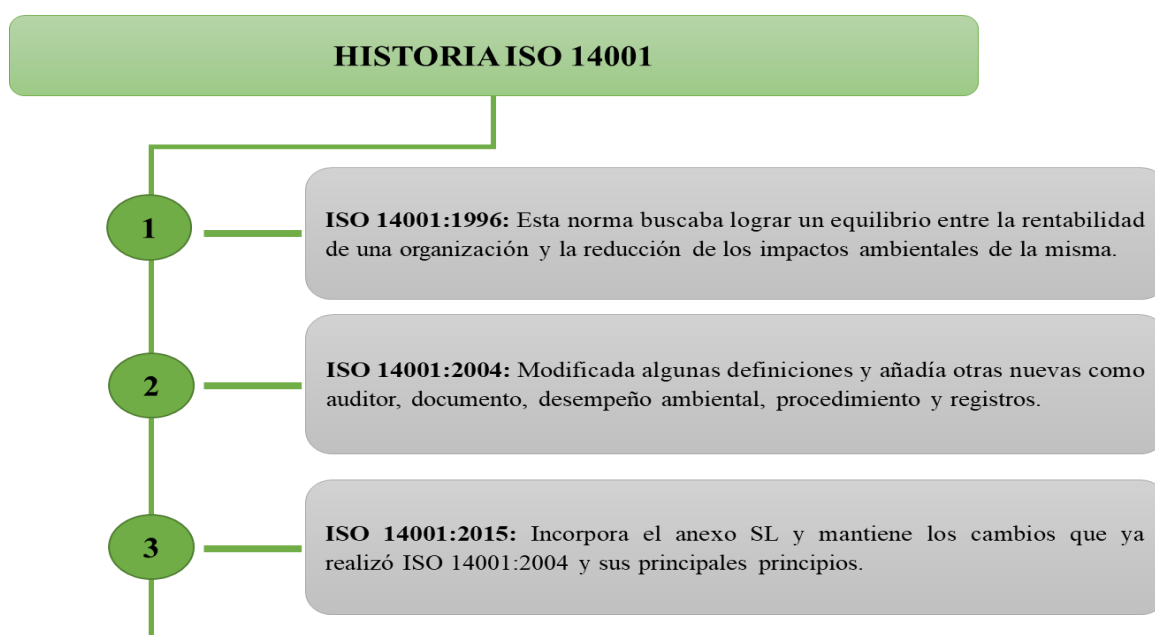 HISTORIA ISO 14001
1
ISO 14001:1996: Esta norma buscaba lograr un equilibrio entre la rentabilidad
de una organización y la reducción de los impactos ambientales de la misma.
2
ISO 14001:2004: Modificada algunas definiciones y añadía otras nuevas como
auditor, documento, desempeño ambiental, procedimiento y registros.
3
ISO 14001:2015: Incorpora el anexo SL y mantiene los cambios que ya
realizó ISO 14001:2004 y sus principales principios.